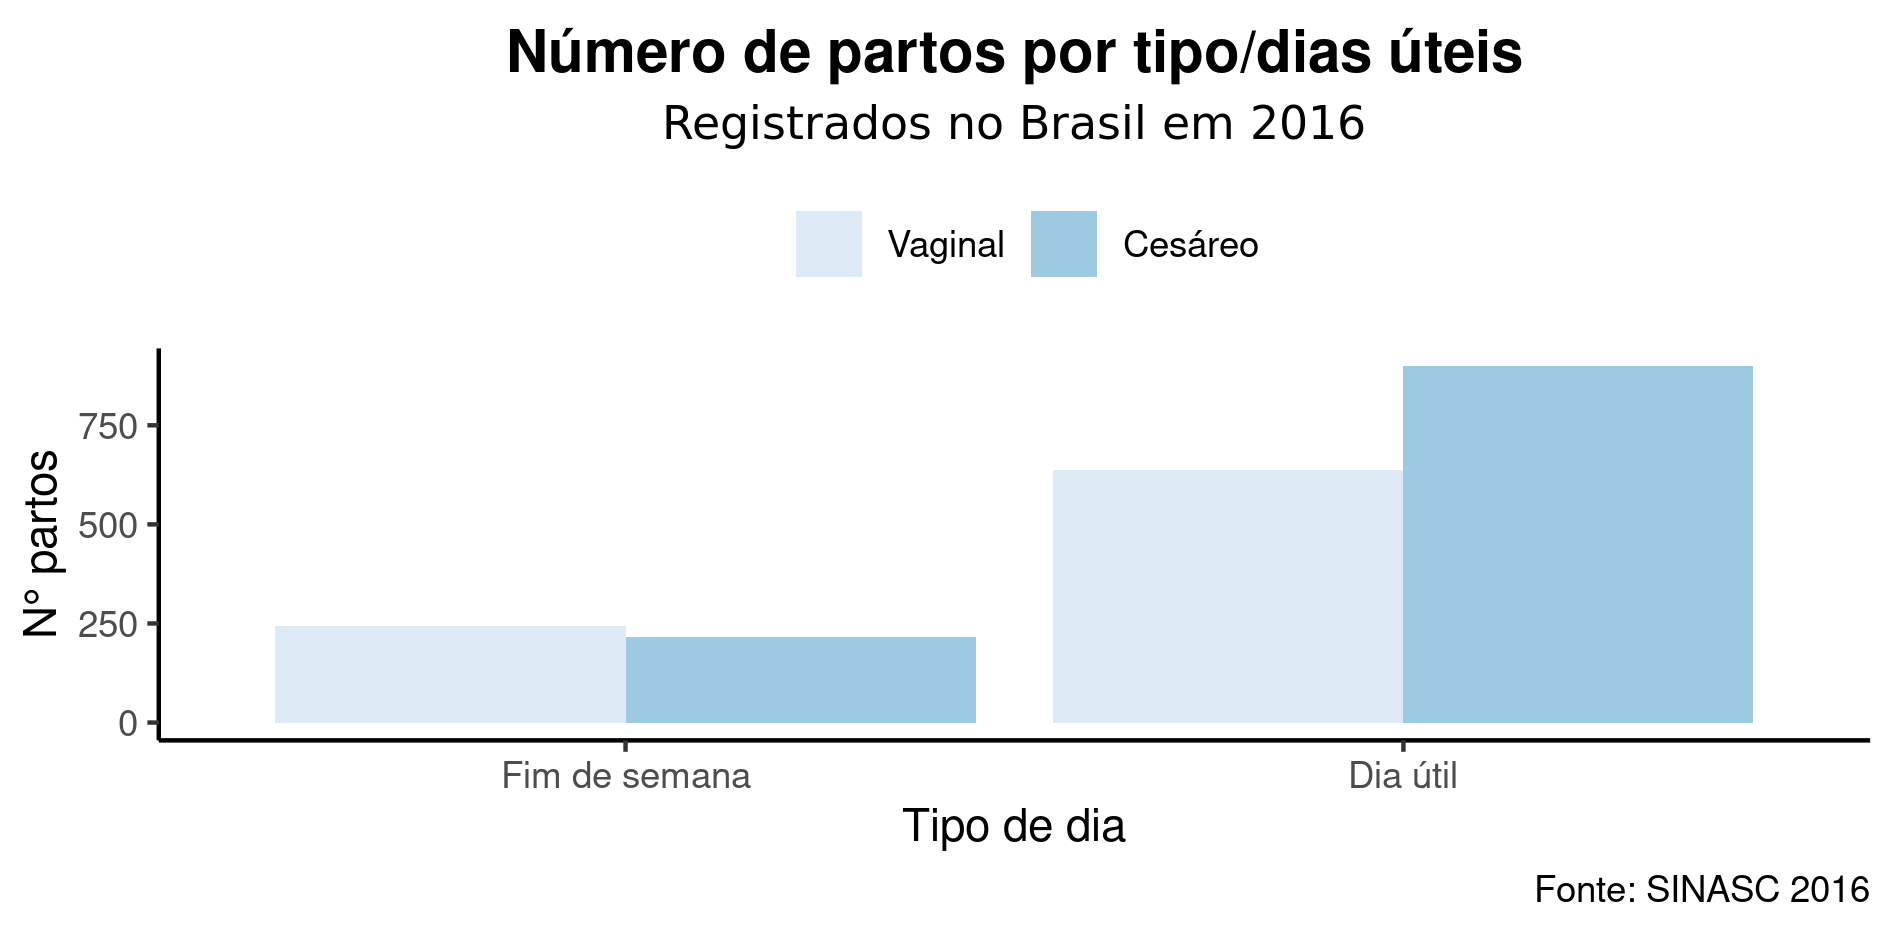 Número de partos por tipo/dias úteis
Registrados no Brasil em 2016
Vaginal
Cesáreo
N° partos
750
500
250
0
Fim de semana
Dia útil
Tipo de dia
Fonte: SINASC 2016